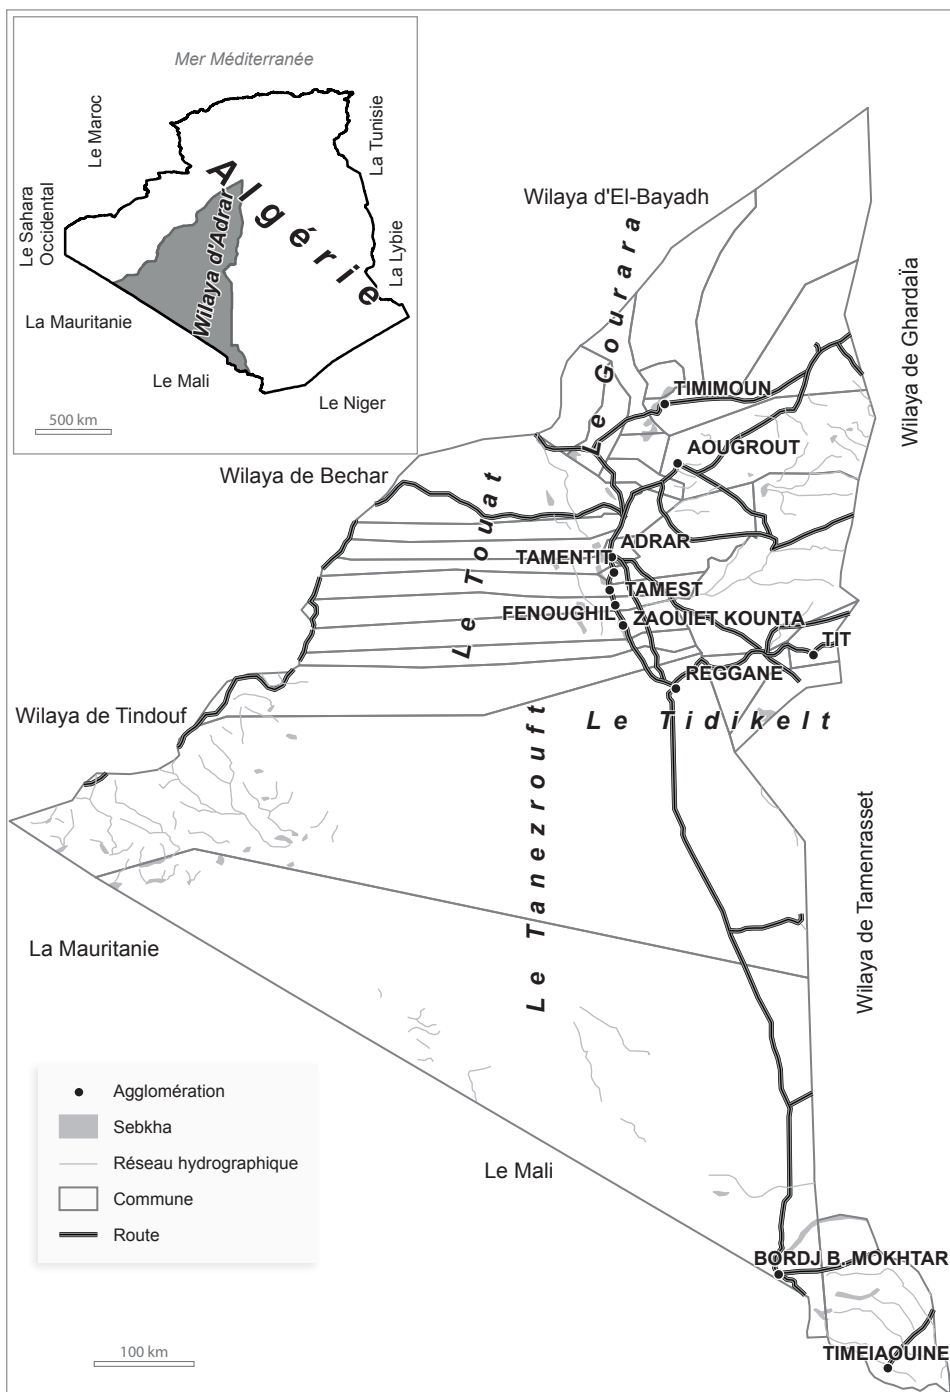 Mer Méditerranée
Le Maroc
La Tunisie
Algérie
Le Sahara
Occidental
Wilaya d'Adrar
La Lybie
La Mauritanie
Le Mali
Le Niger
500 km
Wilaya d'El-Bayadh
Le Gourara
Wilaya de Ghardaïa
TIMIMOUN
AOUGROUT
Wilaya de Bechar
Le Touat
ADRAR
TAMENTIT
TAMEST
FENOUGHIL
ZAOUIET KOUNTA
TIT
REGGANE
Wilaya de Tindouf
Le Tidikelt
Le Tanezrouft
Wilaya de Tamenrasset
La Mauritanie
Agglomération
Sebkha
Réseau hydrographique
Commune
Route
Le Mali
BORDJ B. MOKHTAR
TIMEIAOUINE
100 km